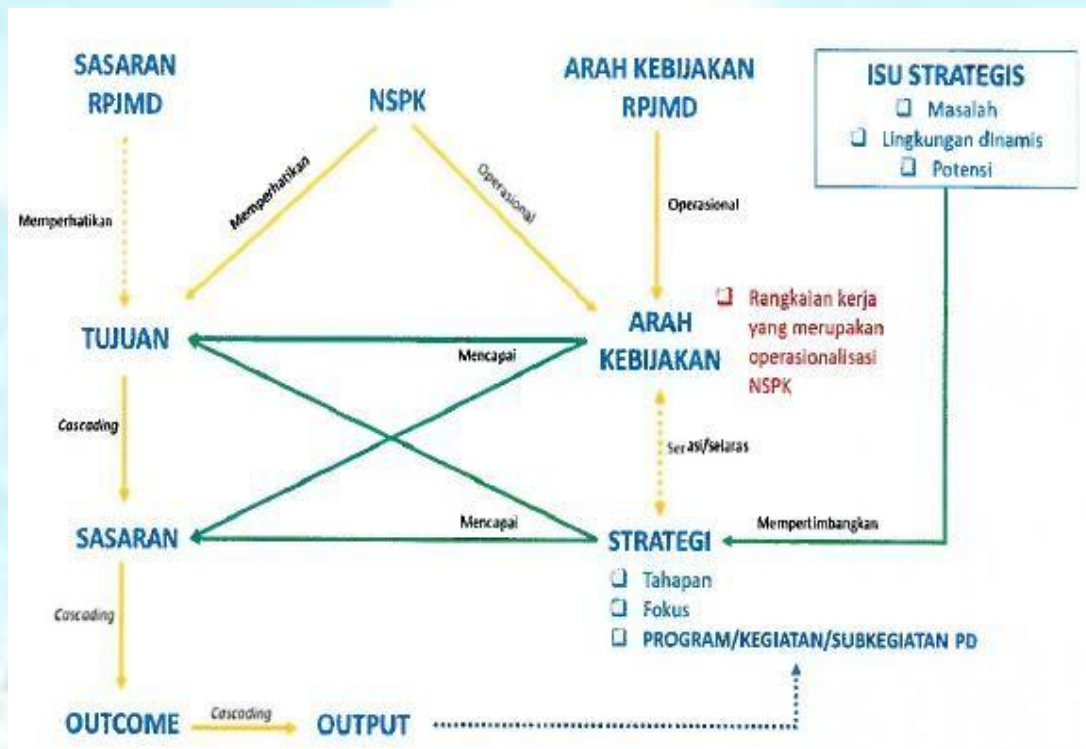 SASARAN
RPJMD
NSPK
ARAH KEBIJAKAN
RPJMD
ISU STRATEGIS
Masalah
Lingkungan dinamis
Potensi
Memperhatikan
Memperhatikan
Operasional
Operasional
TUJUAN
Mencapai
ARAH
KEBIJAKAN
Rangkaian kerja
yang merupakan
operasionalisasi
NSPK
Cascading
Serasi/selaras
SASARAN
Mencapai
STRATEGI
Mempertimbangkan
Tahapan
Fokus
PROGRAM/KEGIATAN/SUBKEGIATAN PD
Cascading
OUTCOME
Cascading
OUTPUT